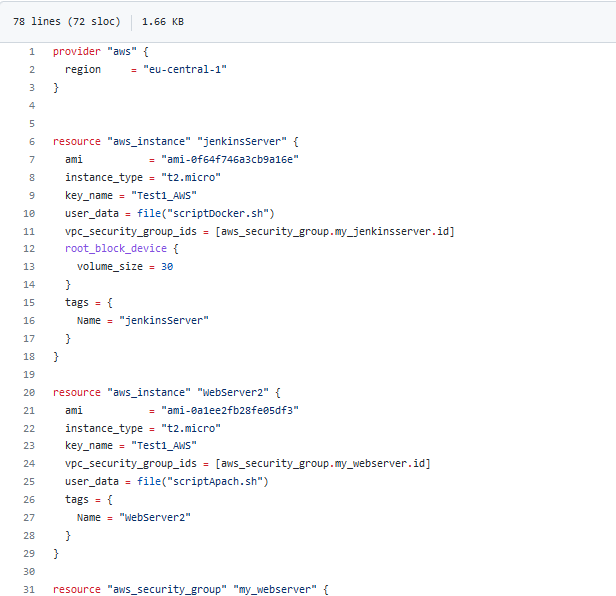 78 lines (72 sloc) 1.66 KB
1 provider "aws" {
2   region     = "eu-central-1"
3 }
4
5
6 resource "aws_instance" "jenkinsServer" {
7   ami           = "ami-0f64f746a3cb9a16e"
8   instance_type = "t2.micro"
9   key_name = "Test1_AWS"
10   user_data = file("scriptDocker.sh")
11   vpc_security_group_ids = [aws_security_group.my_jenkinsserver.id]
12   root_block_device {
13     volume_size = 30
14   }
15   tags = {
16     Name = "jenkinsServer"
17   }
18 }
19
20 resource "aws_instance" "WebServer2" {
21   ami           = "ami-0a1ee2fb28fe05df3"
22   instance_type = "t2.micro"
23   key_name = "Test1_AWS"
24   vpc_security_group_ids = [aws_security_group.my_webserver.id]
25   user_data = file("scriptApach.sh")
26   tags = {
27     Name = "WebServer2"
28   }
29 }
30
31 resource "aws_security_group" "my_webserver" {